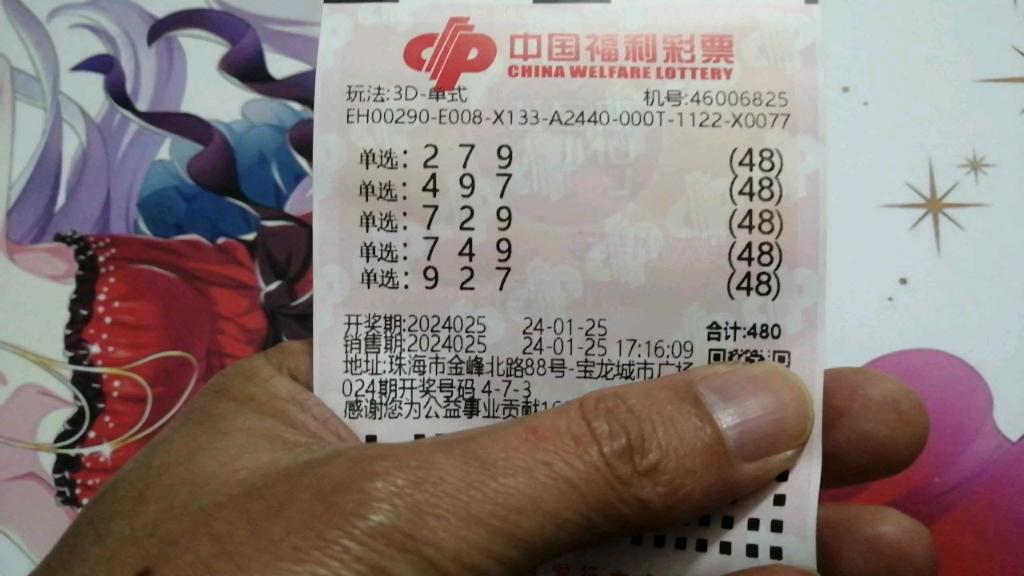 中国福利彩票
CHINA WELFARE LOTTERY
玩法:3D-单式 机号:46006825
EH00290-E008-X133-A2440-000T-1122-X0077
单选: 2 7 9 (48)
单选: 4 9 7 (48)
单选: 7 2 9 (48)
单选: 7 4 9 (48)
单选: 9 2 7 (48)
开奖期:2024025 24-01-25 合计:480
销售期:2024025 24-01-25 17:16:09
地址:珠海市金峰北路88号-宝龙城市广场
024期开奖号码 4-7-3
感谢您为公益事业贡献